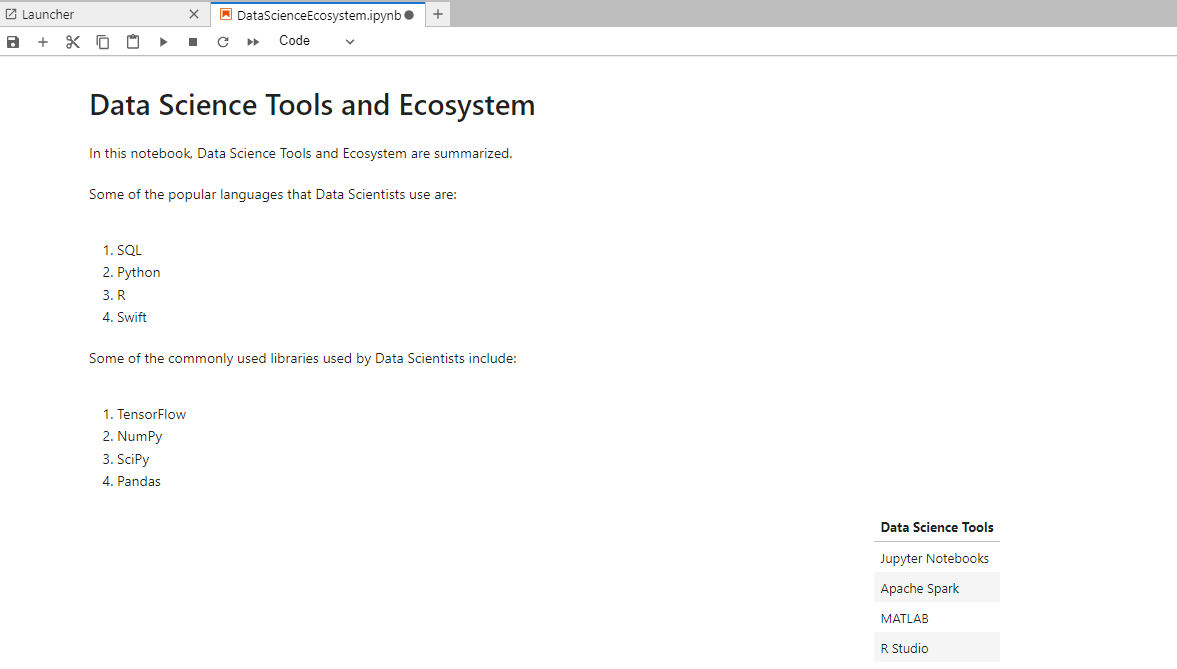 Launcher
DataScienceEcosystem.ipynb
Code
Data Science Tools and Ecosystem
In this notebook, Data Science Tools and Ecosystem are summarized.
Some of the popular languages that Data Scientists use are:
1. SQL
2. Python
3. R
4. Swift
Some of the commonly used libraries used by Data Scientists include:
1. TensorFlow
2. NumPy
3. SciPy
4. Pandas
Data Science Tools
Jupyter Notebooks
Apache Spark
MATLAB
R Studio